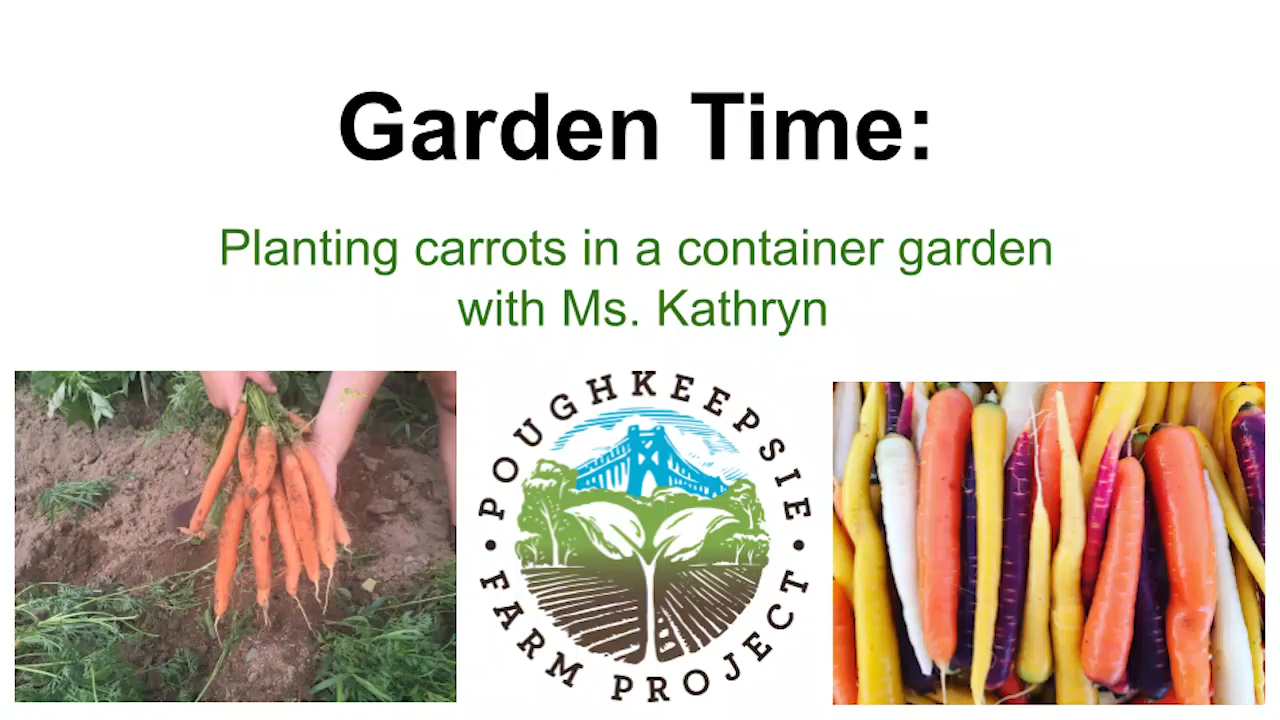 Garden Time:
Planting carrots in a container garden
with Ms. Kathryn
POUGHKEEPSIE
• FARM PROJECT •